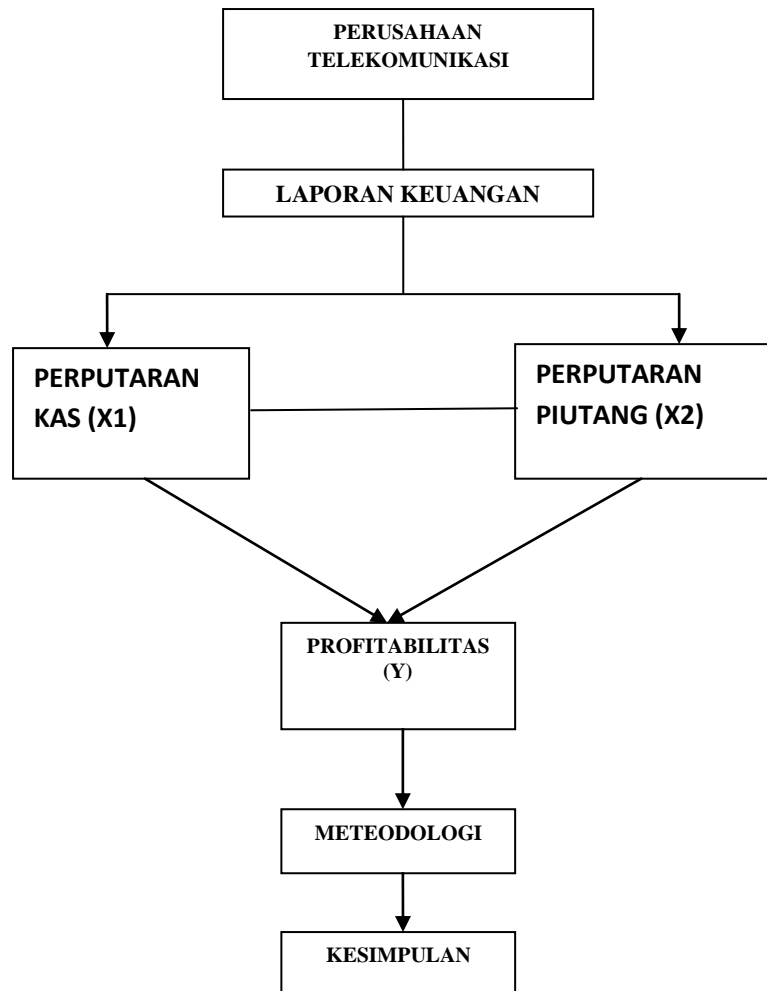 PERUSAHAAN
TELEKOMUNIKASI
LAPORAN KEUANGAN
PERPUTARAN
KAS (X1)
PERPUTARAN
PIUTANG (X2)
PROFITABILITAS
(Y)
METEODOLOGI
KESIMPULAN